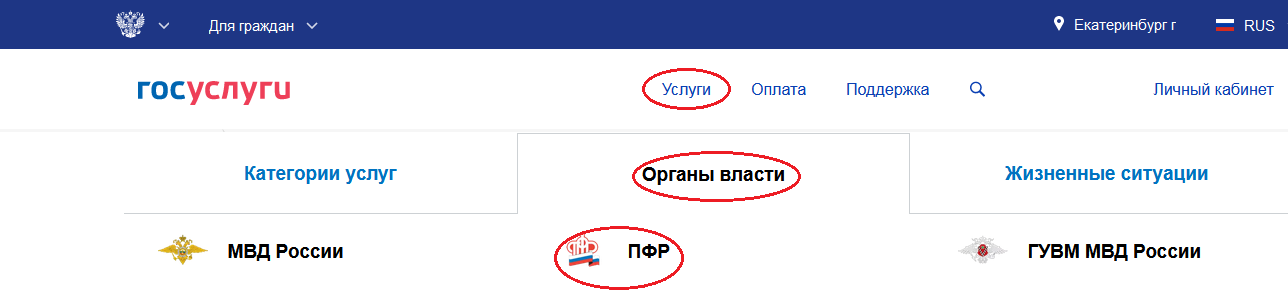 Для граждан Екатеринбург г RUS
госуслуги Услуги Оплата Поддержка Личный кабинет
Категории услуг Органы власти Жизненные ситуации
МВД России ПФР ГУВМ МВД России